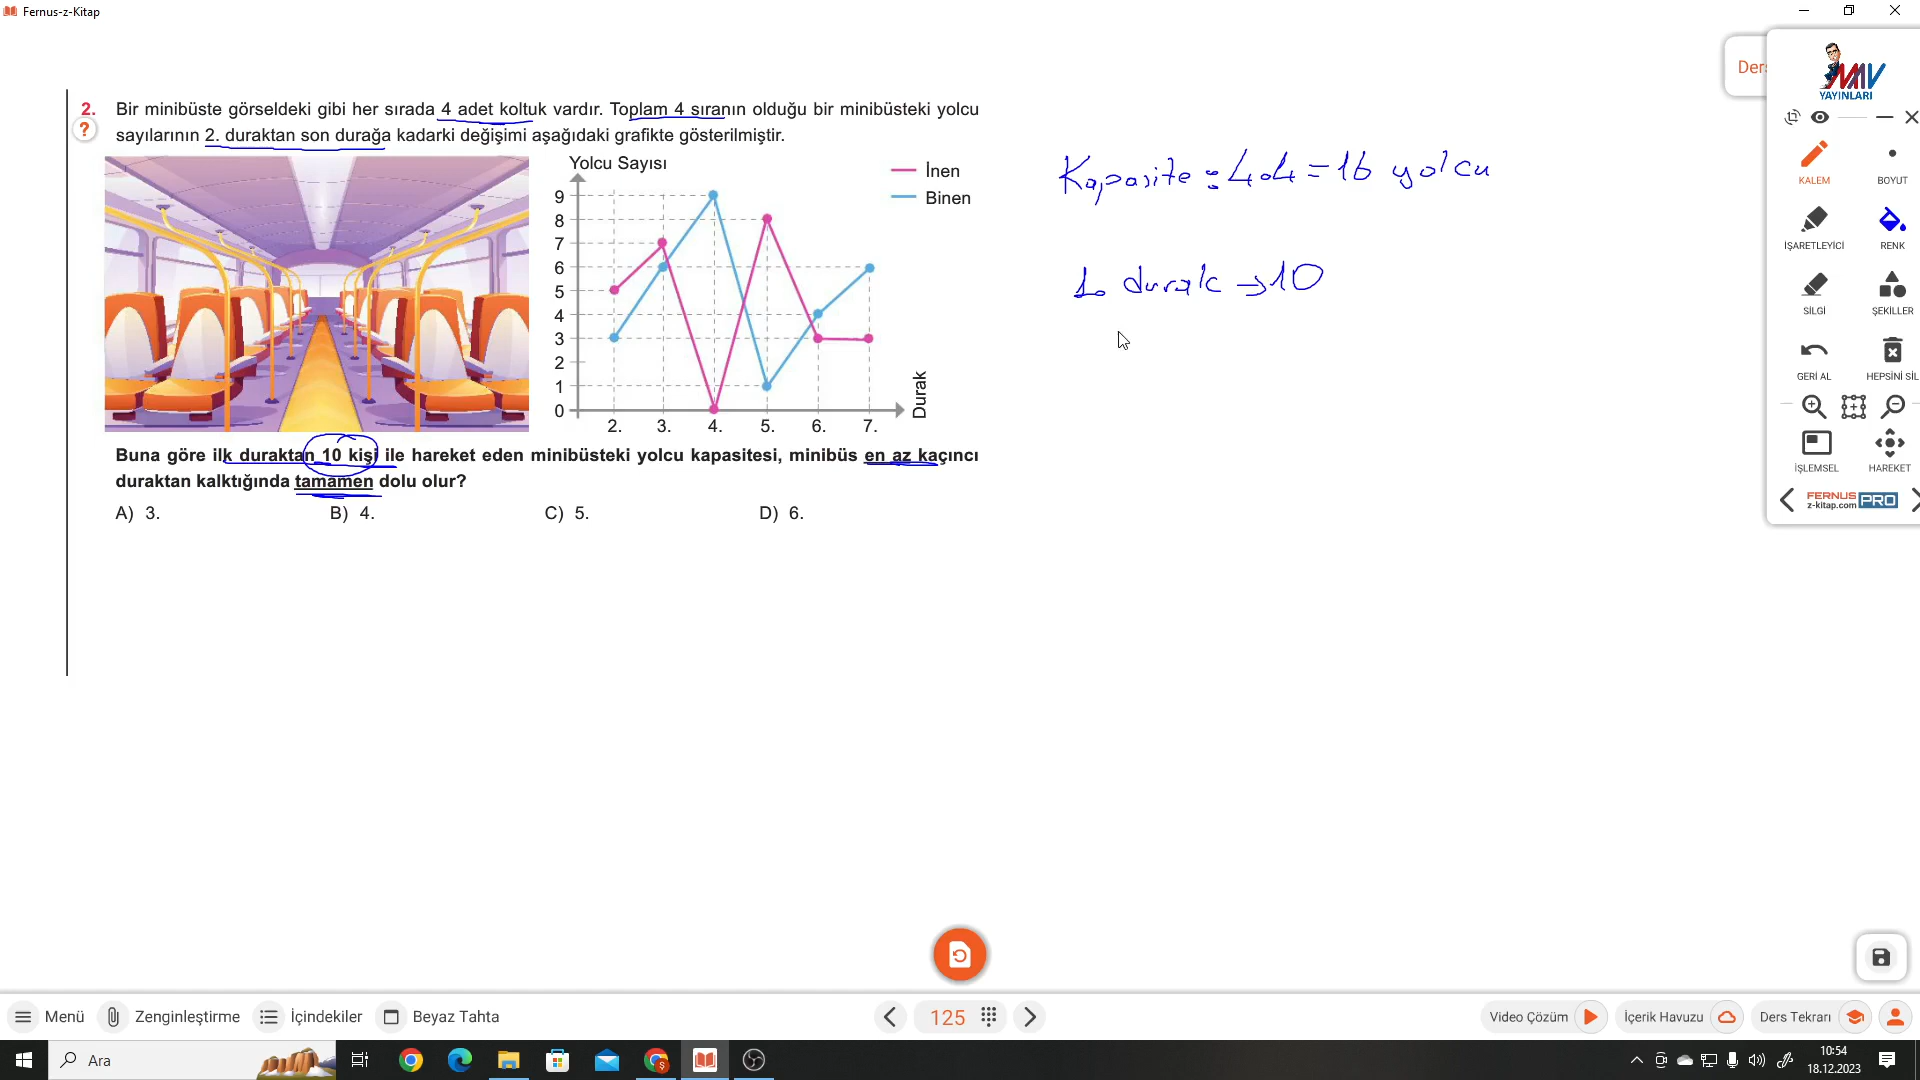 Fernus-z-Kitap
Ders
MAV
YAYINLARI
2. Bir minibüste görseldeki gibi her sırada 4 adet koltuk vardır. Toplam 4 sıranın olduğu bir minibüsteki yolcu
? sayılarının 2. duraktan son durağa kadarki değişimi aşağıdaki grafikte gösterilmiştir.
Yolcu Sayısı
İnen
Binen
9
8
7
6
5
4
3
2
1
0
2. 3. 4. 5. 6. 7.
Durak
Buna göre ilk duraktan 10 kişi ile hareket eden minibüsteki yolcu kapasitesi, minibüs en az kaçıncı
duraktan kalktığında tamamen dolu olur?
A) 3. B) 4. C) 5. D) 6.
Kapasite : 4.4 = 16 yolcu
1. durak → 10
KALEM BOYUT
İŞARETLEYİCİ RENK
SİLGİ ŞEKİLLER
GERİ AL HEPSİNİ SİL
İŞLEMSEL HAREKET
FERNUS
z-kitap.com PRO
Menü Zenginleştirme İçindekiler Beyaz Tahta 125 Video Çözüm İçerik Havuzu Ders Tekrarı
Ara
10:54
18.12.2023